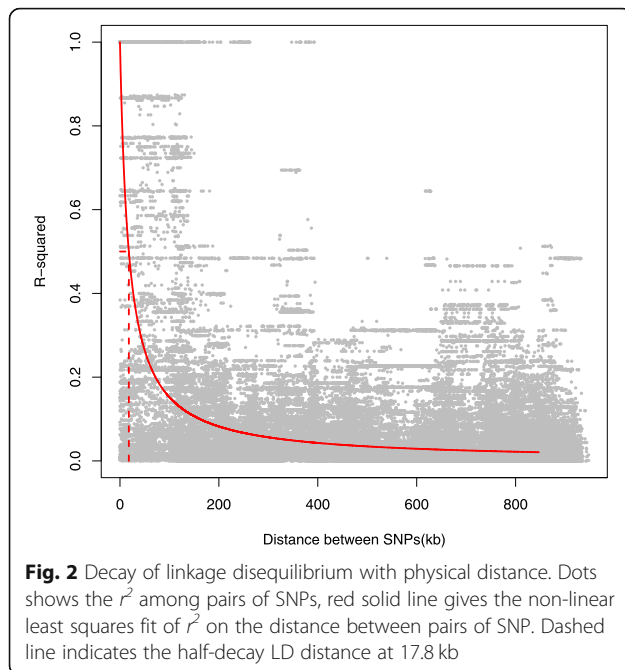 1.0
0.8
0.6
0.4
0.2
0.0
R-squared
0 200 400 600 800
Distance between SNPs(kb)
Fig. 2 Decay of linkage disequilibrium with physical distance. Dots
shows the r² among pairs of SNPs, red solid line gives the non-linear
least squares fit of r² on the distance between pairs of SNP. Dashed
line indicates the half-decay LD distance at 17.8 kb